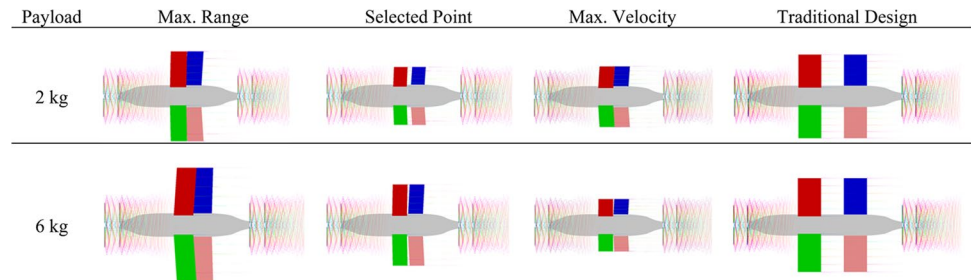 Payload Max. Range Selected Point Max. Velocity Traditional Design
2 kg
6 kg